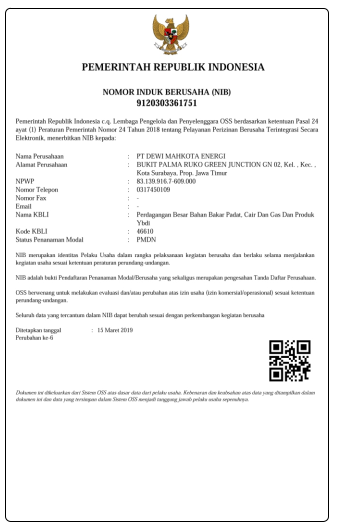 PEMERINTAH REPUBLIK INDONESIA
NOMOR INDUK BERUSAHA (NIB)
9120303361751
Pemerintah Republik Indonesia c.q. Lembaga Pengelola dan Penyelenggara OSS berdasarkan ketentuan Pasal 24
ayat (1) Peraturan Pemerintah Nomor 24 Tahun 2018 tentang Pelayanan Perizinan Berusaha Terintegrasi Secara
Elektronik, menerbitkan NIB kepada:
Nama Perusahaan : PT DEWI MAHKOTA ENERGI
Alamat Perusahaan : BUKIT PALMA RUKO GREEN JUNCTION GN 02, Kel. , Kec. ,
Kota Surabaya, Prop. Jawa Timur
NPWP : 83.139.916.7-609.000
Nomor Telepon : 0317450109
Nomor Fax : -
Email : -
Nama KBLI : Perdagangan Besar Bahan Bakar Padat, Cair Dan Gas Dan Produk
Ybdi
Kode KBLI : 46610
Status Penanaman Modal : PMDN
NIB merupakan identitas Pelaku Usaha dalam rangka pelaksanaan kegiatan berusaha dan berlaku selama menjalankan
kegiatan usaha sesuai ketentuan peraturan perundang-undangan.
NIB adalah bukti Pendaftaran Penanaman Modal/Berusaha yang sekaligus merupakan pengesahan Tanda Daftar Perusahaan.
OSS berwenang untuk melakukan evaluasi dan/atau perubahan atas izin usaha (izin komersial/operasional) sesuai ketentuan
perundang-undangan.
Seluruh data yang tercantum dalam NIB dapat berubah sesuai dengan perkembangan kegiatan berusaha
Ditetapkan tanggal : 15 Maret 2019
Perubahan ke-6
Dokumen ini dikeluarkan dari Sistem OSS atas dasar data dari pelaku usaha. Kebenaran dan keabsahan atas data yang ditampilkan dalam
dokumen ini dan data yang tersimpan dalam Sistem OSS menjadi tanggung jawab pelaku usaha sepenuhnya.